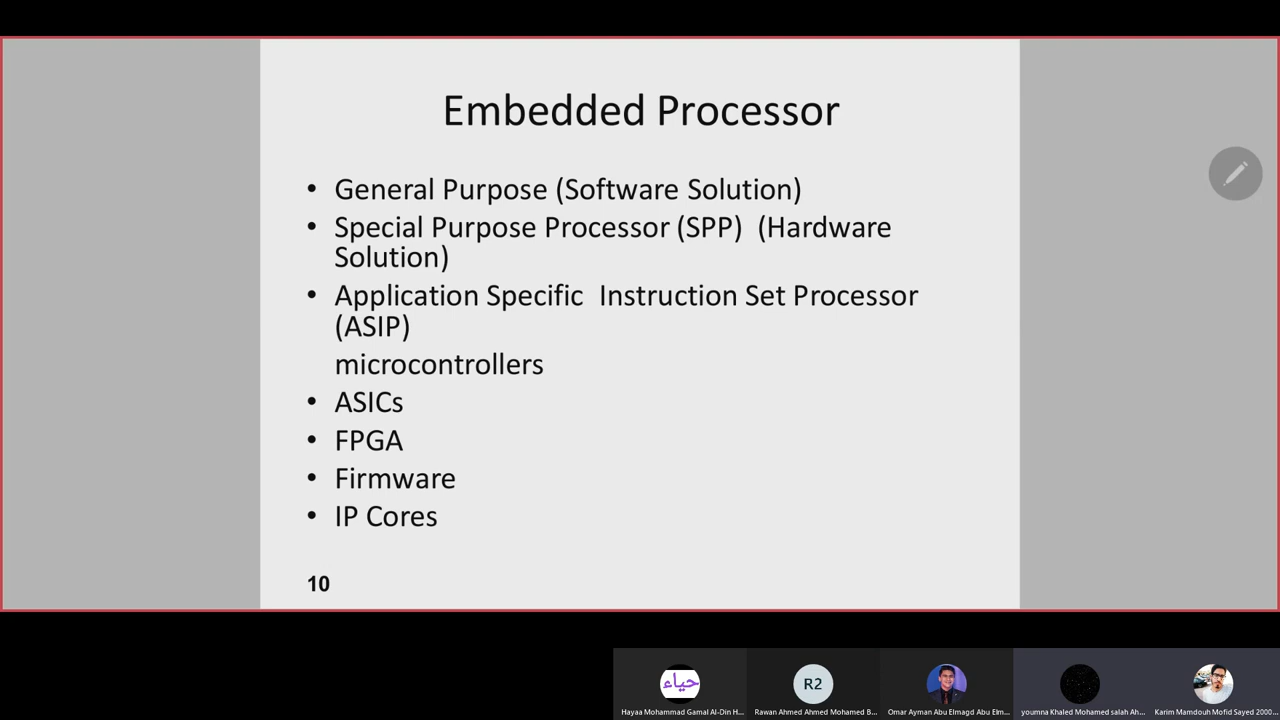 Embedded Processor
• General Purpose (Software Solution)
• Special Purpose Processor (SPP) (Hardware
Solution)
• Application Specific Instruction Set Processor
(ASIP)
microcontrollers
• ASICs
• FPGA
• Firmware
• IP Cores
10
حياء
R2
Hayaa Mohammad Gamal Al-Din H...
Rawan Ahmed Ahmed Mohamed B...
Omar Ayman Abu Elmagd Abu Elm...
youmna Khaled Mohamed salah Ah...
Karim Mamdouh Mofid Sayed 2000...